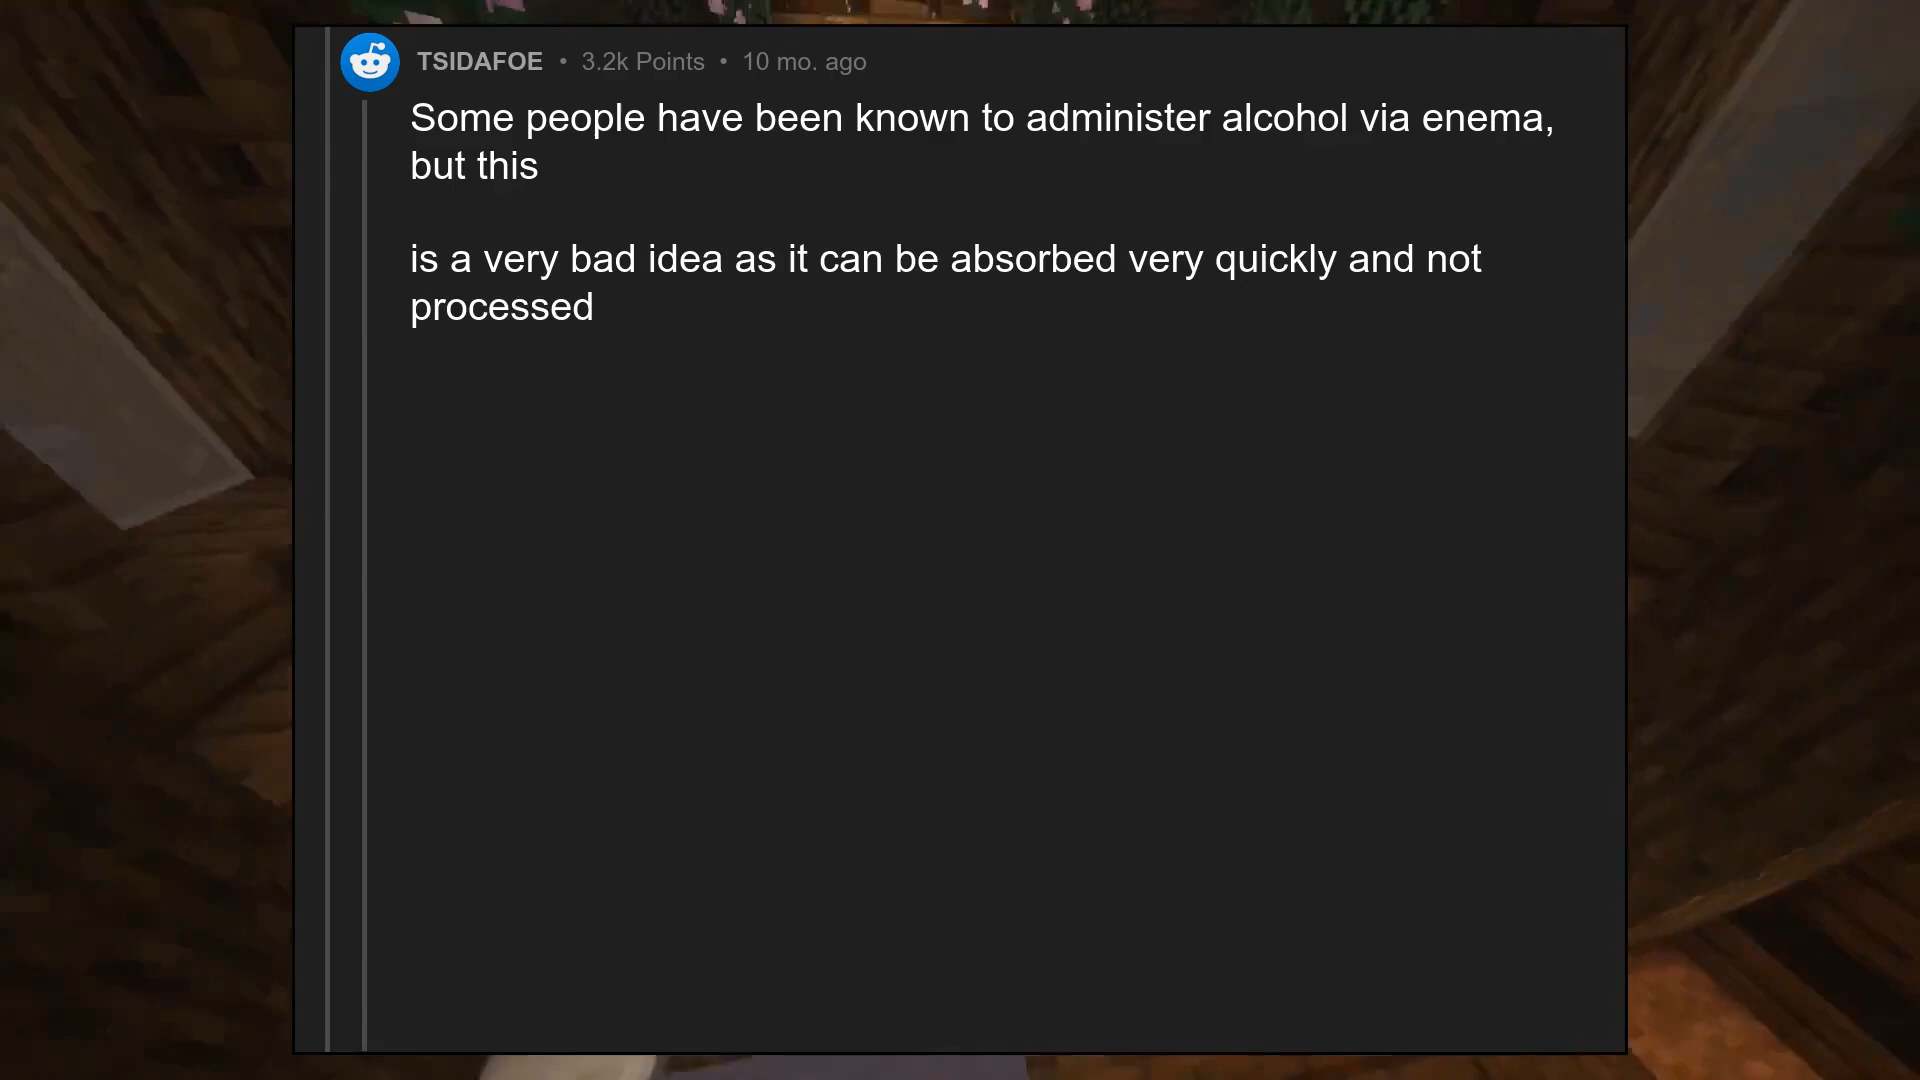 TSIDAFOE • 3.2k Points • 10 mo. ago
Some people have been known to administer alcohol via enema,
but this
is a very bad idea as it can be absorbed very quickly and not
processed